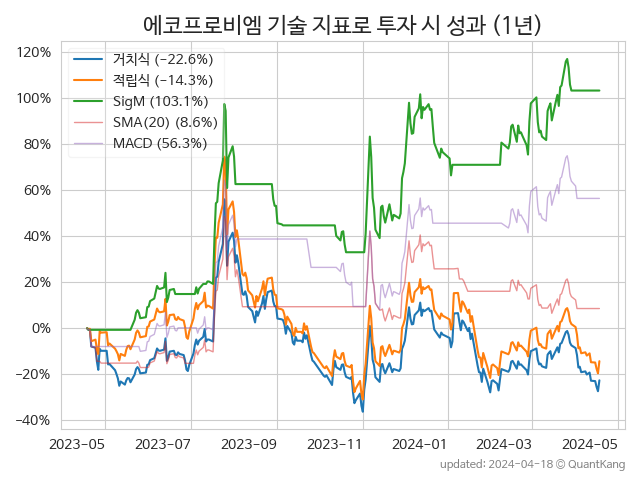 에코프로비엠 기술 지표로 투자 시 성과 (1년)
120%
100%
80%
60%
40%
20%
0%
−20%
−40%
거치식 (−22.6%)
적립식 (−14.3%)
SigM (103.1%)
SMA(20) (8.6%)
MACD (56.3%)
2023-05 2023-07 2023-09 2023-11 2024-01 2024-03 2024-05
updated: 2024-04-18 © QuantKang